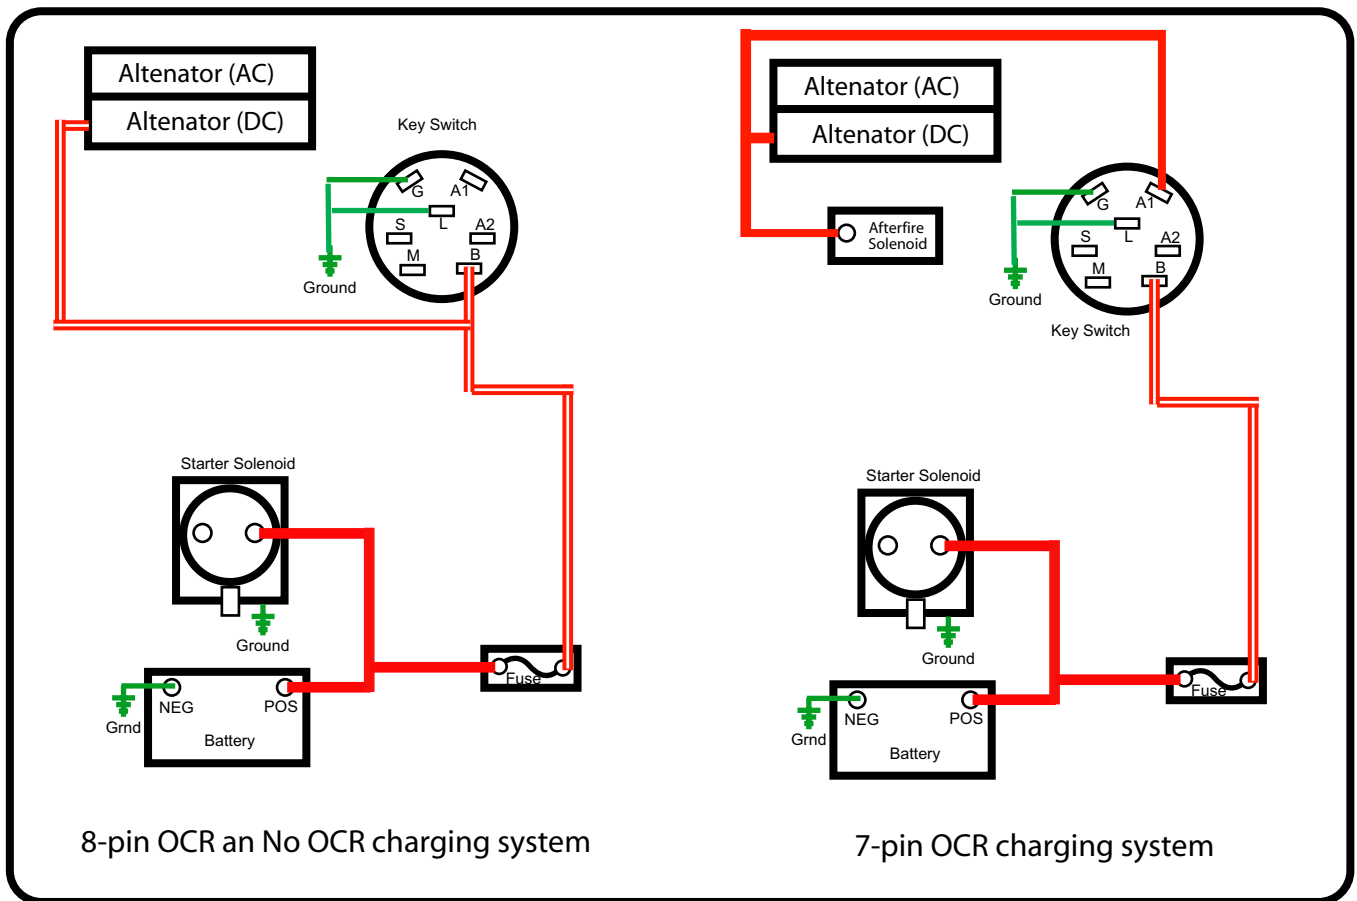 Altenator (AC)
Altenator (DC)
Key Switch
G
A1
L
S
A2
M
B
Ground
Starter Solenoid
Ground
Fuse
NEG
POS
Grnd
Battery
8-pin OCR an No OCR charging system
Altenator (AC)
Altenator (DC)
Afterfire
Solenoid
G
A1
L
S
A2
M
B
Ground
Key Switch
Starter Solenoid
Ground
Fuse
NEG
POS
Grnd
Battery
7-pin OCR charging system